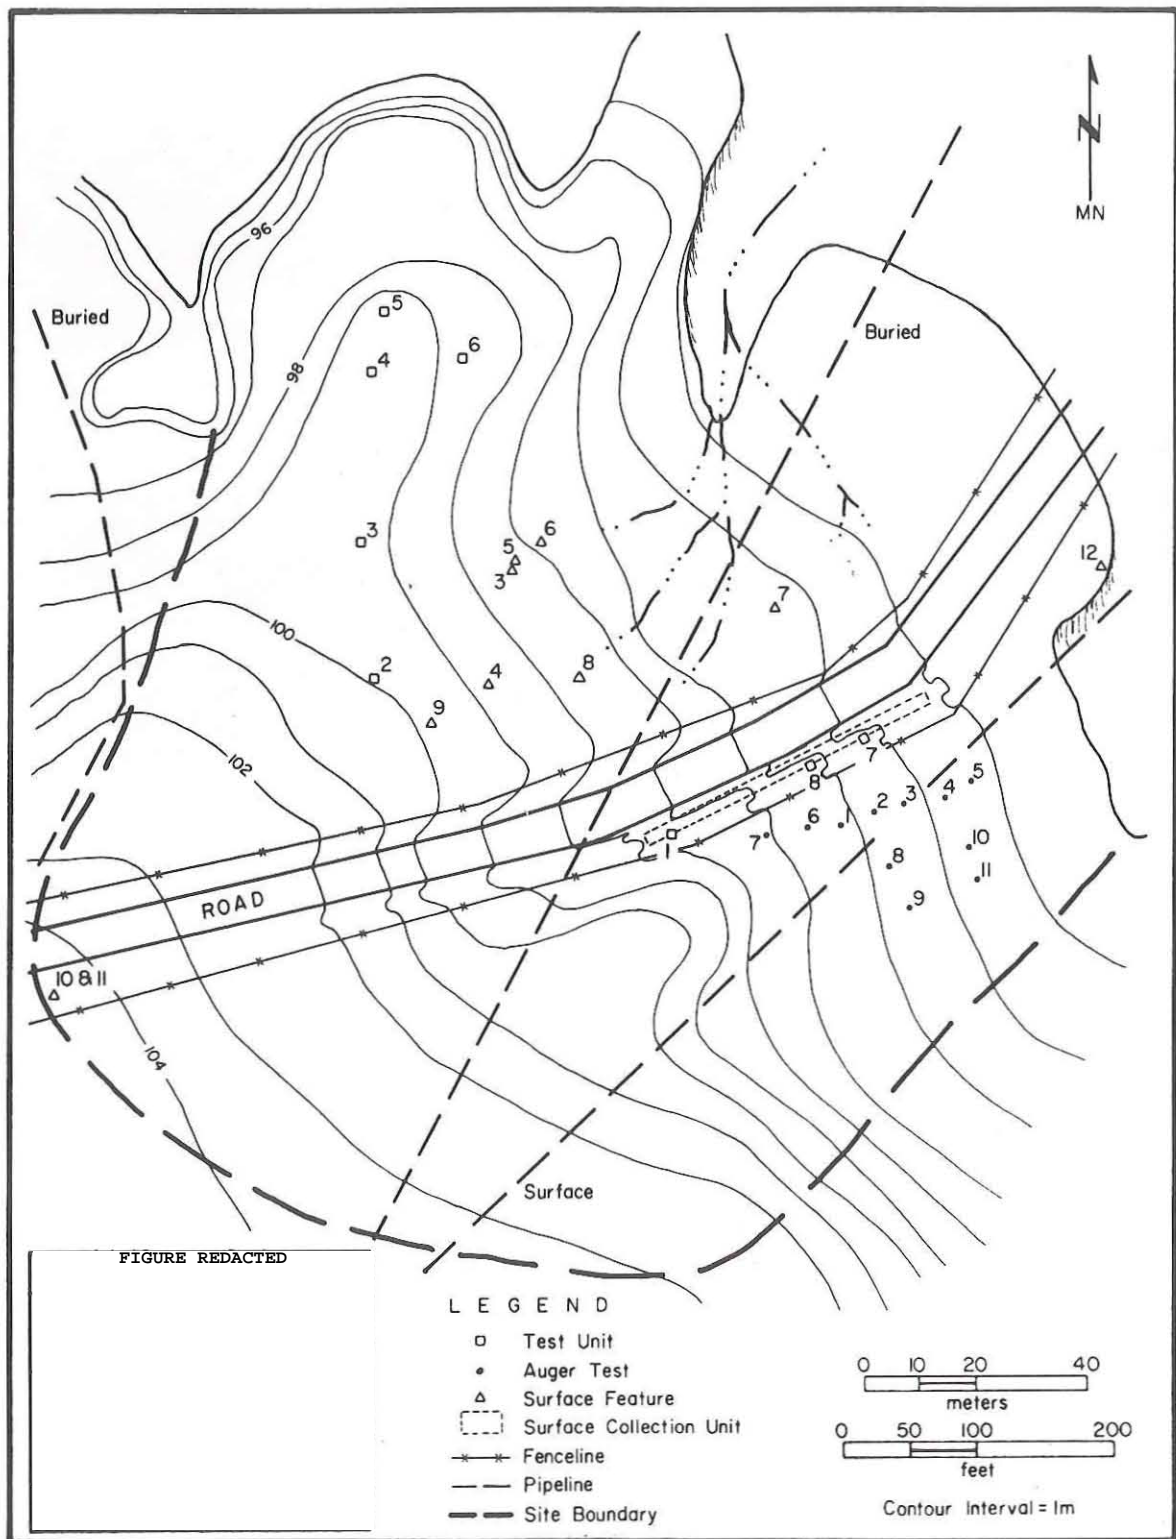 N
MN
96
Buried
5
6
4
98
Buried
3
6
5
3
12
7
100
2
4
8
9
102
7
8
5
4
3
2
1
6
7
1
10
8
11
9
ROAD
10 & 11
104
Surface
FIGURE REDACTED
LEGEND
Test Unit
Auger Test
Surface Feature
Surface Collection Unit
Fenceline
Pipeline
Site Boundary
0 10 20 40
meters
0 50 100 200
feet
Contour Interval = 1m